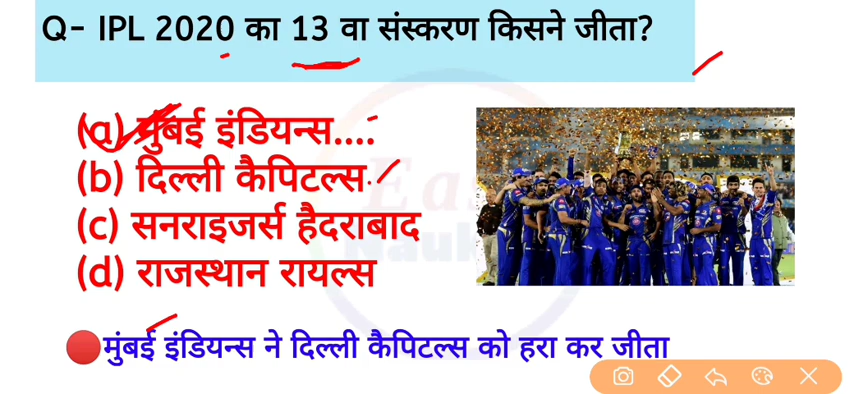 Q- IPL 2020 का 13 वा संस्करण किसने जीता?
(a) मुंबई इंडियन्स....
(b) दिल्ली कैपिटल्स.
(c) सनराइजर्स हैदराबाद
(d) राजस्थान रायल्स
मुंबई इंडियन्स ने दिल्ली कैपिटल्स को हरा कर जीता